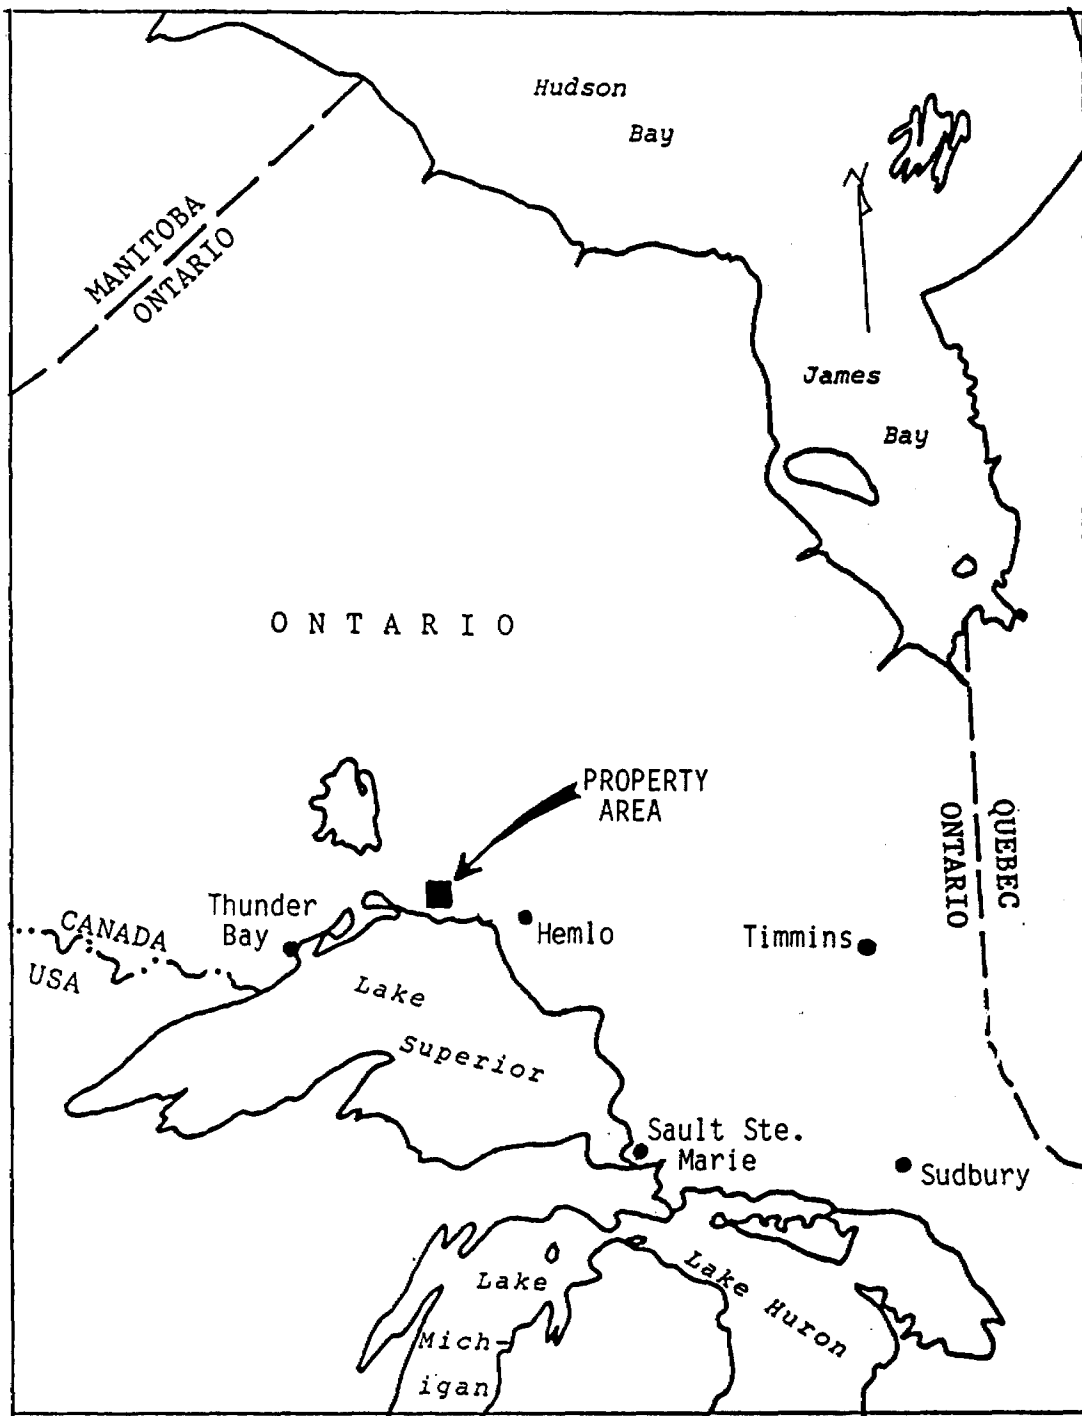 Hudson
Bay
N
MANITOBA
ONTARIO
James
Bay
ONTARIO
PROPERTY
AREA
QUEBEC
ONTARIO
Thunder
Bay
Hemlo
Timmins
CANADA
USA
Lake
Superior
Sault Ste.
Marie
Sudbury
Lake
Mich-
igan
Lake Huron